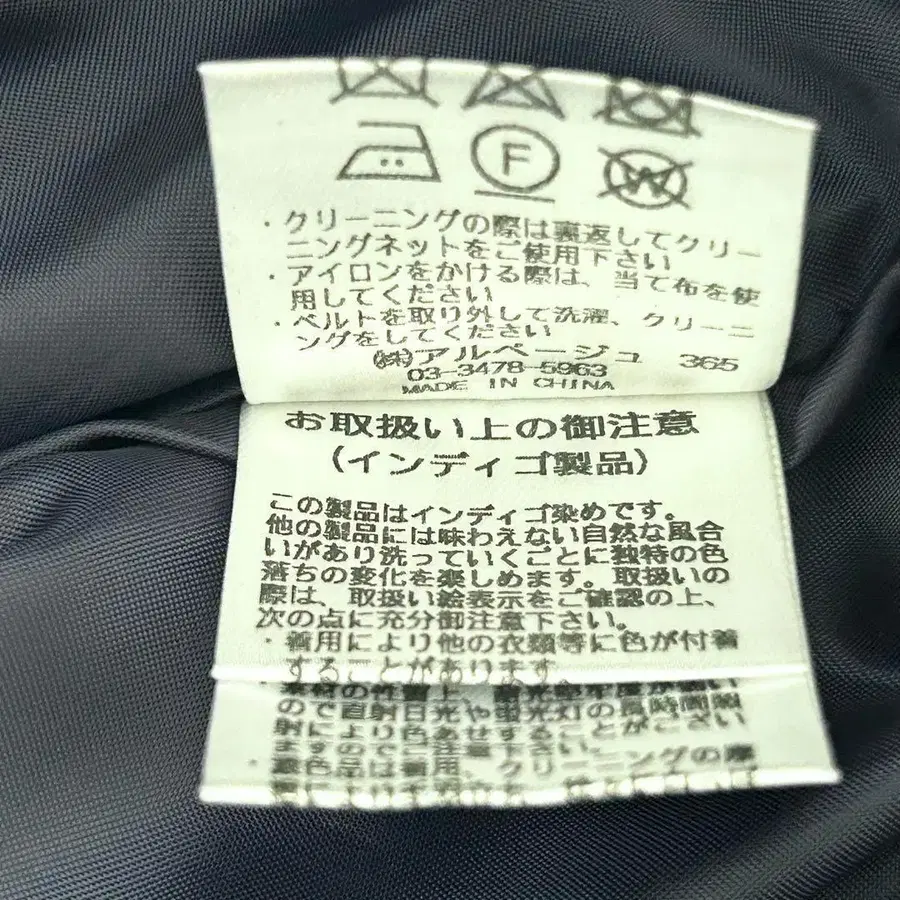 F
W
・クリーニングの際は裏返してクリー
ニングネットをご使用下さい
・アイロンをかける際は、当て布を使
用してください
・ベルトを取り外して洗濯、クリーニ
ングをしてください
㈱アルページュ 365
03-3478-5963
MADE IN CHINA
お取扱い上の御注意
(インディゴ製品)
この製品はインディゴ染めです。
他の製品には味わえない自然な風合
いがあり洗っていくごとに独特の色
落ちの変化を楽しめます。取扱いの
際は、取扱い絵表示をご確認の上、
次の点に充分御注意下さい。
・着用により他の衣類等に色が付着
することがあります
ので直射日光や蛍光灯の長時間照
射により色あせすることがござい
ますのでご注意下さい。
・濃色品は着用、クリーニングの摩